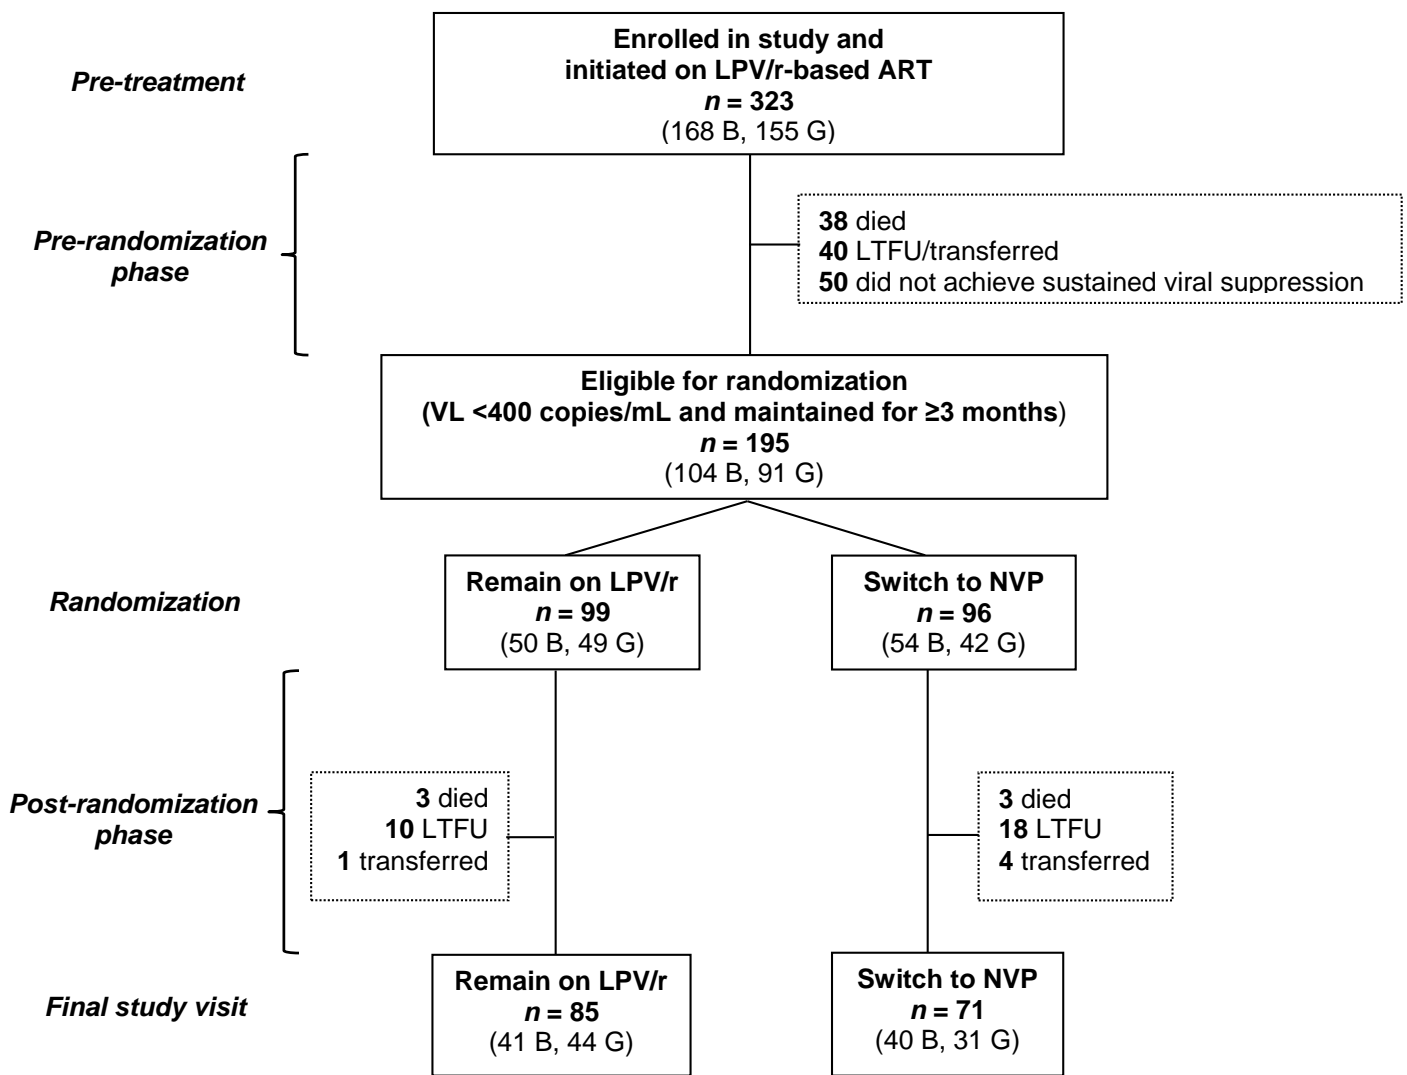 Pre-treatment
Enrolled in study and
initiated on LPV/r-based ART
n = 323
(168 B, 155 G)
Pre-randomization
phase
38 died
40 LTFU/transferred
50 did not achieve sustained viral suppression
Eligible for randomization
(VL <400 copies/mL and maintained for ≥3 months)
n = 195
(104 B, 91 G)
Randomization
Remain on LPV/r
n = 99
(50 B, 49 G)
Switch to NVP
n = 96
(54 B, 42 G)
Post-randomization
phase
3 died
10 LTFU
1 transferred
3 died
18 LTFU
4 transferred
Final study visit
Remain on LPV/r
n = 85
(41 B, 44 G)
Switch to NVP
n = 71
(40 B, 31 G)